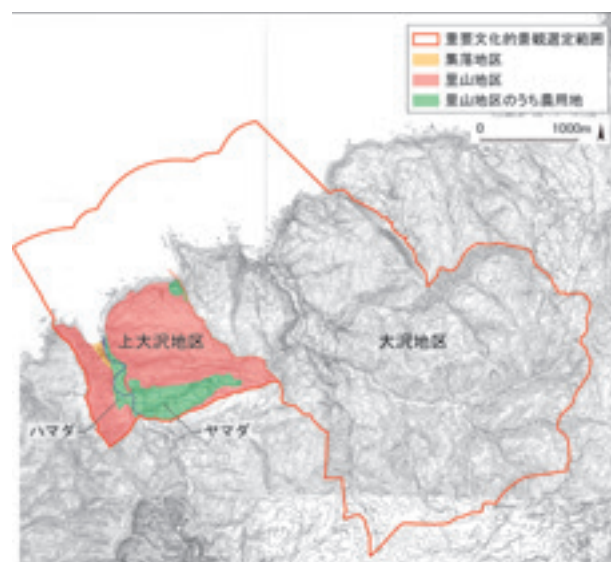 重要文化的景観選定範囲
集落地区
里山地区
里山地区のうち農用地
0 1000m
上大沢地区
大沢地区
ハマダ
ヤマダ